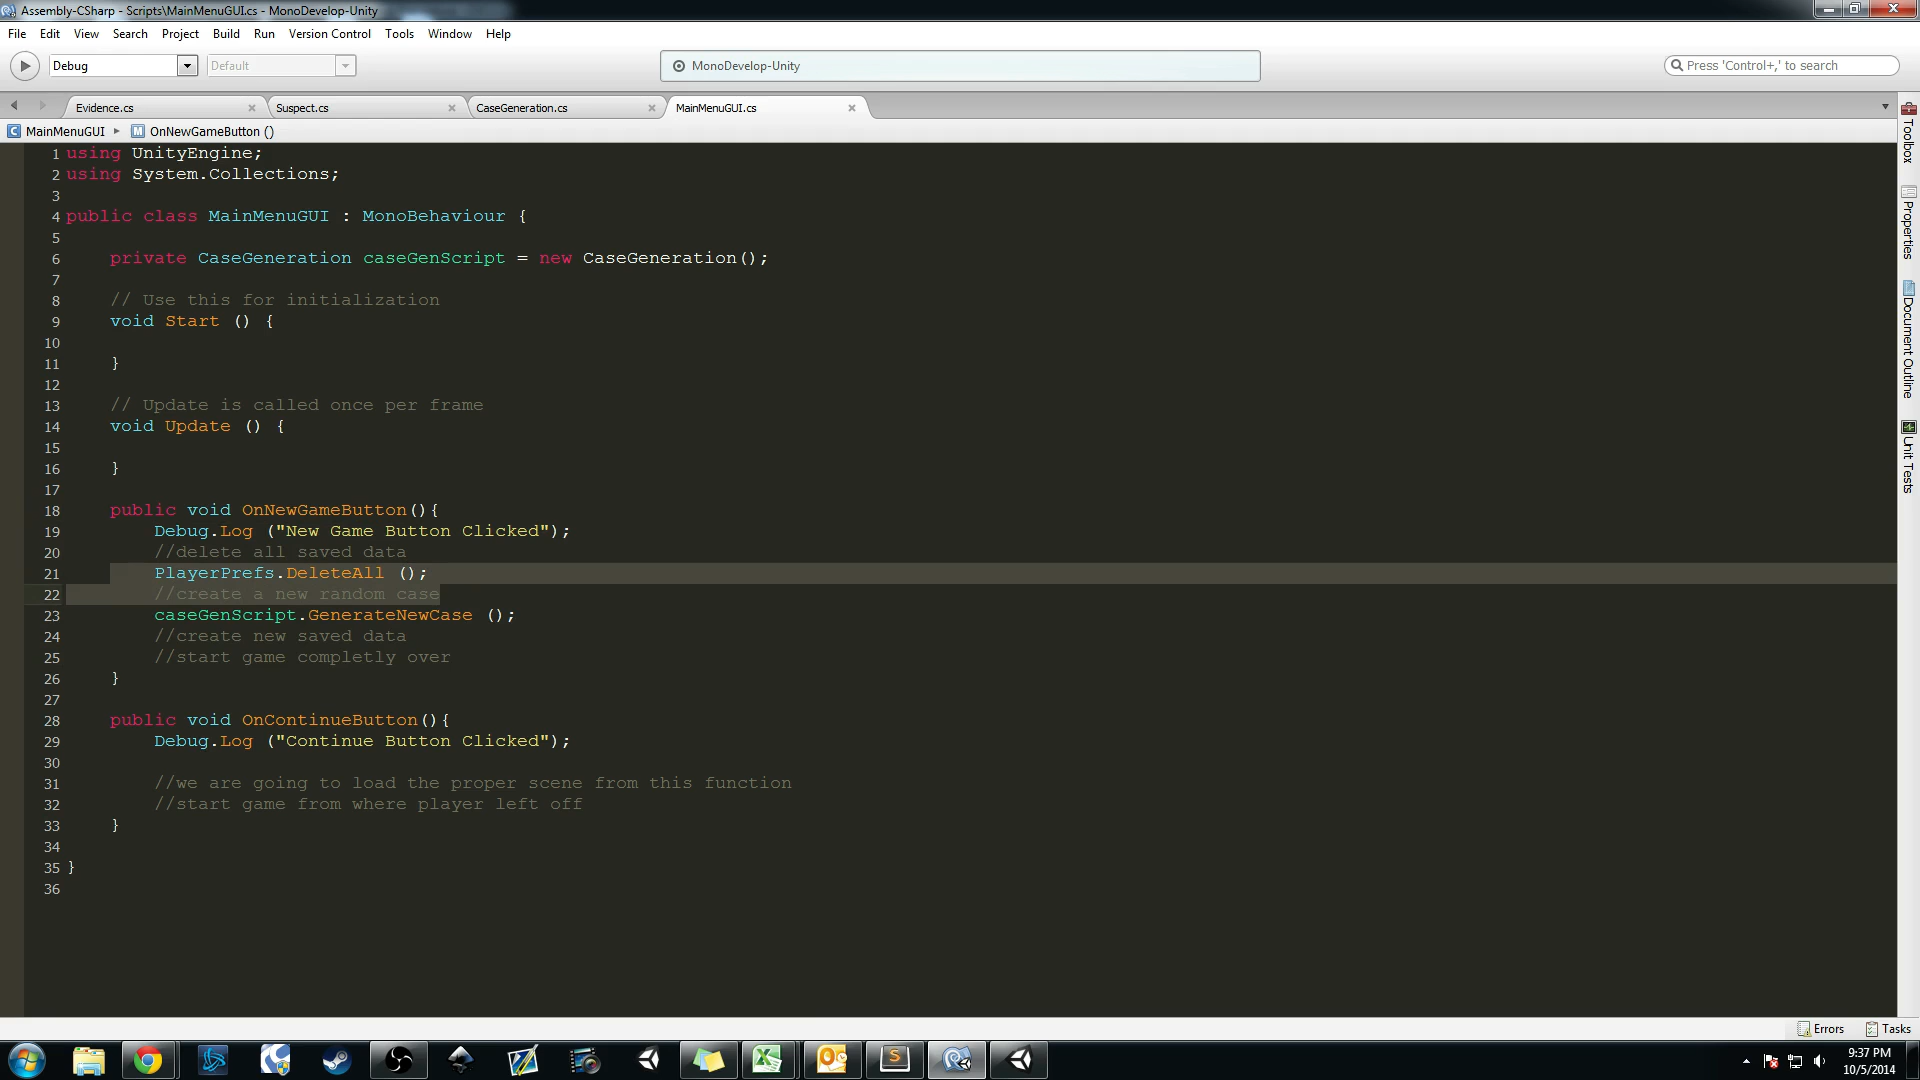 Assembly-CSharp - Scripts\MainMenuGUI.cs - MonoDevelop-Unity
File Edit View Search Project Build Run Version Control Tools Window Help
Debug Default MonoDevelop-Unity Press 'Control+,' to search
Evidence.cs Suspect.cs CaseGeneration.cs MainMenuGUI.cs
MainMenuGUI OnNewGameButton ()
1 using UnityEngine;
2 using System.Collections;
3
4 public class MainMenuGUI : MonoBehaviour {
5
6 private CaseGeneration caseGenScript = new CaseGeneration();
7
8 // Use this for initialization
9 void Start () {
10
11 }
12
13 // Update is called once per frame
14 void Update () {
15
16 }
17
18 public void OnNewGameButton(){
19 Debug.Log ("New Game Button Clicked");
20 //delete all saved data
21 PlayerPrefs.DeleteAll ();
22 //create a new random case
23 caseGenScript.GenerateNewCase ();
24 //create new saved data
25 //start game completly over
26 }
27
28 public void OnContinueButton(){
29 Debug.Log ("Continue Button Clicked");
30
31 //we are going to load the proper scene from this function
32 //start game from where player left off
33 }
34
35 }
36
Toolbox
Properties
Document Outline
Unit Tests
Errors Tasks
9:37 PM
10/5/2014